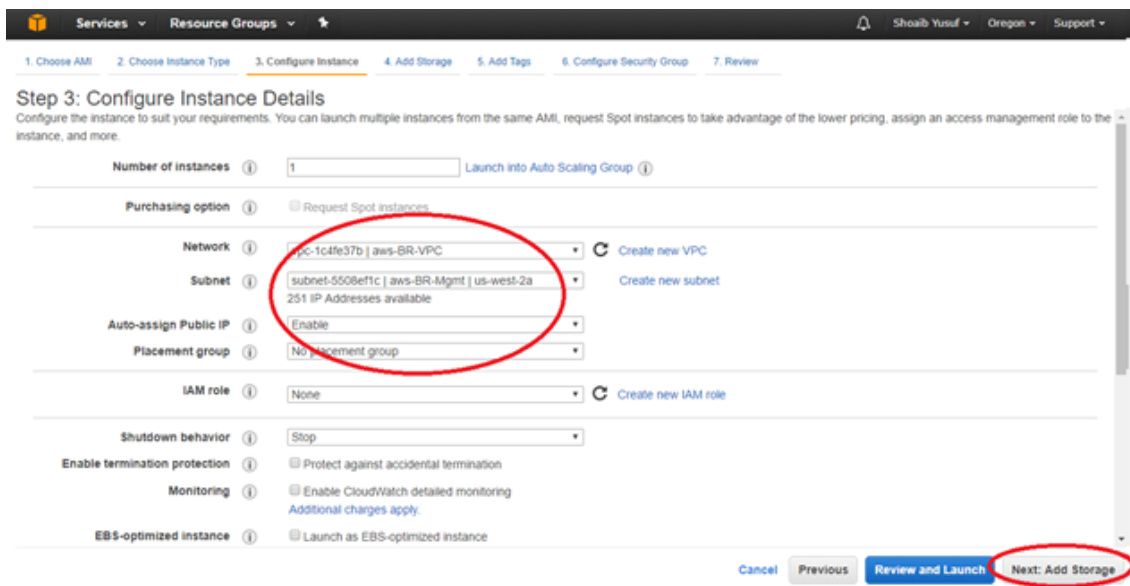 Services Resource Groups Shoaib Yusuf Oregon Support
1. Choose AMI 2. Choose Instance Type 3. Configure Instance 4. Add Storage 5. Add Tags 6. Configure Security Group 7. Review
Step 3: Configure Instance Details
Configure the instance to suit your requirements. You can launch multiple instances from the same AMI, request Spot instances to take advantage of the lower pricing, assign an access management role to the
instance, and more.
Number of instances 1 Launch into Auto Scaling Group
Purchasing option Request Spot instances
Network vpc-1c4fe37b | aws-BR-VPC Create new VPC
Subnet subnet-5508ef1c | aws-BR-Mgmt | us-west-2a Create new subnet
251 IP Addresses available
Auto-assign Public IP Enable
Placement group No placement group
IAM role None Create new IAM role
Shutdown behavior Stop
Enable termination protection Protect against accidental termination
Monitoring Enable CloudWatch detailed monitoring
Additional charges apply.
EBS-optimized instance Launch as EBS-optimized instance
Cancel Previous Review and Launch Next: Add Storage